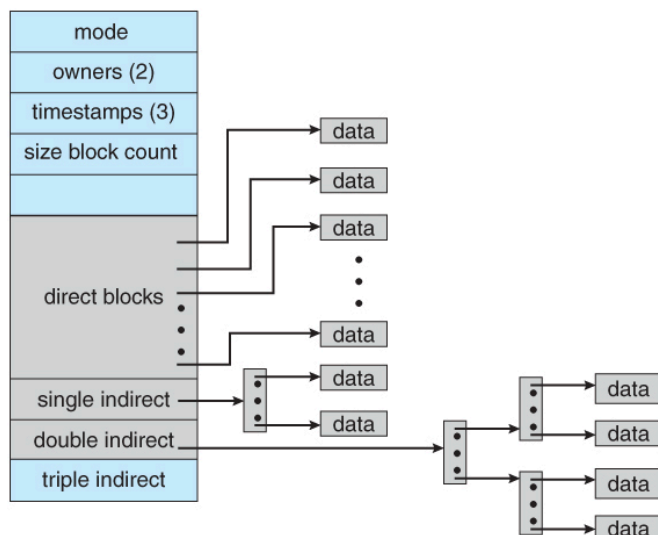 mode
owners (2)
timestamps (3)
size block count
data
data
data
direct blocks
data
single indirect
data
data
double indirect
data
data
data
data
triple indirect